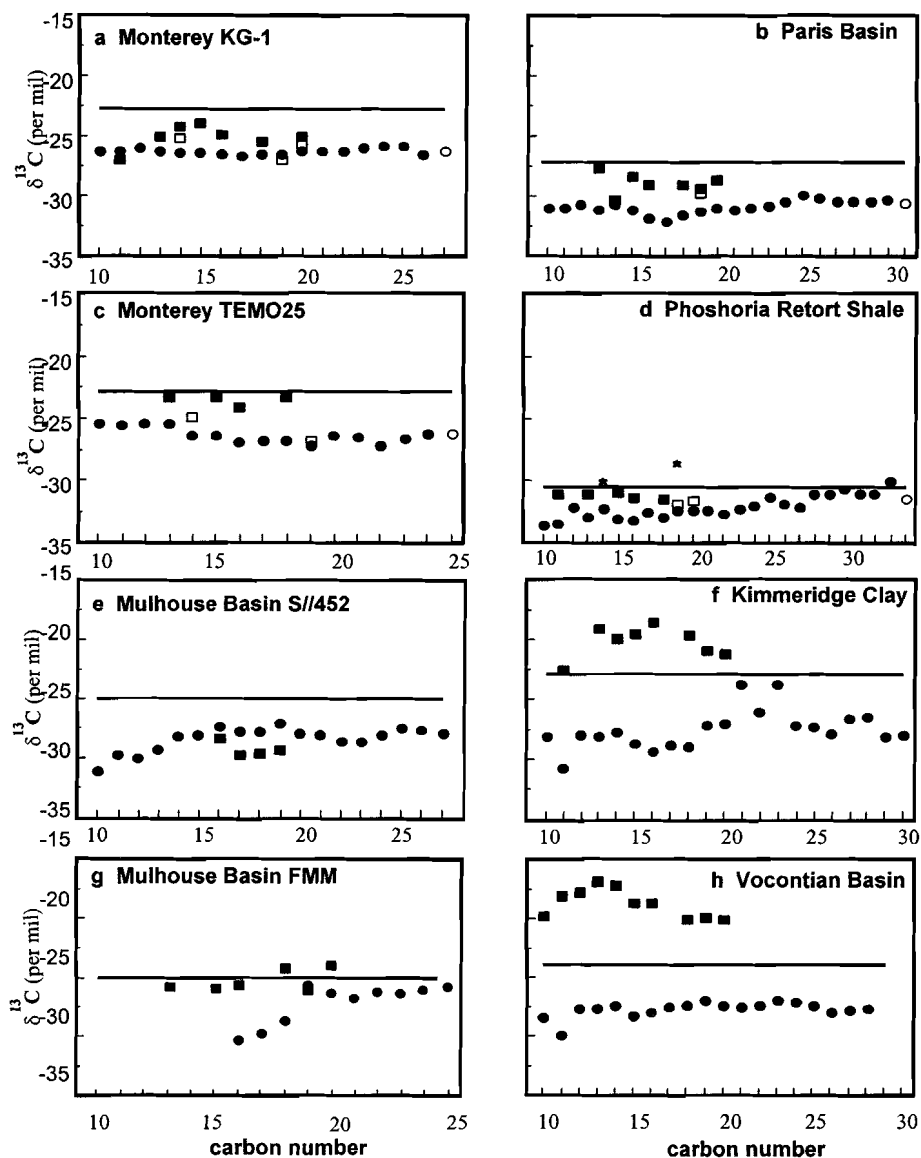 -15
-20
-25
-30
-35
δ¹³C (per mil)
a Monterey KG-1
10 15 20 25
b Paris Basin
10 15 20 25 30
-15
-20
-25
-30
-35
δ¹³C (per mil)
c Monterey TEMO25
10 15 20 25
d Phoshoria Retort Shale
10 15 20 25 30
-15
-20
-25
-30
-35
δ¹³C (per mil)
e Mulhouse Basin S//452
10 15 20 25
f Kimmeridge Clay
10 15 20 25 30
-15
-20
-25
-30
-35
δ¹³C (per mil)
g Mulhouse Basin FMM
10 15 20 25
carbon number
h Vocontian Basin
10 15 20 25 30
carbon number